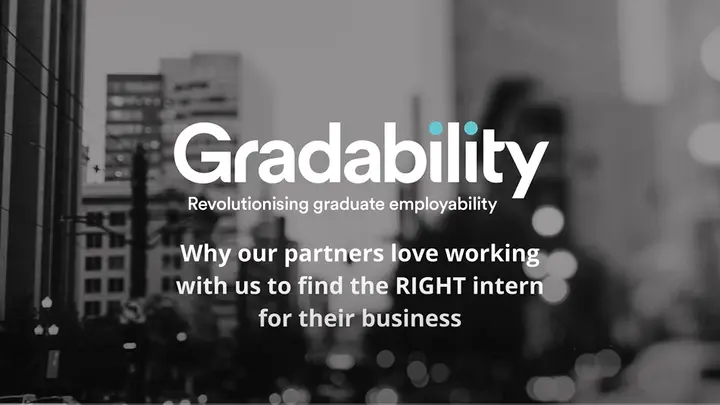 Gradability
Revolutionising graduate employability
Why our partners love working
with us to find the RIGHT intern
for their business